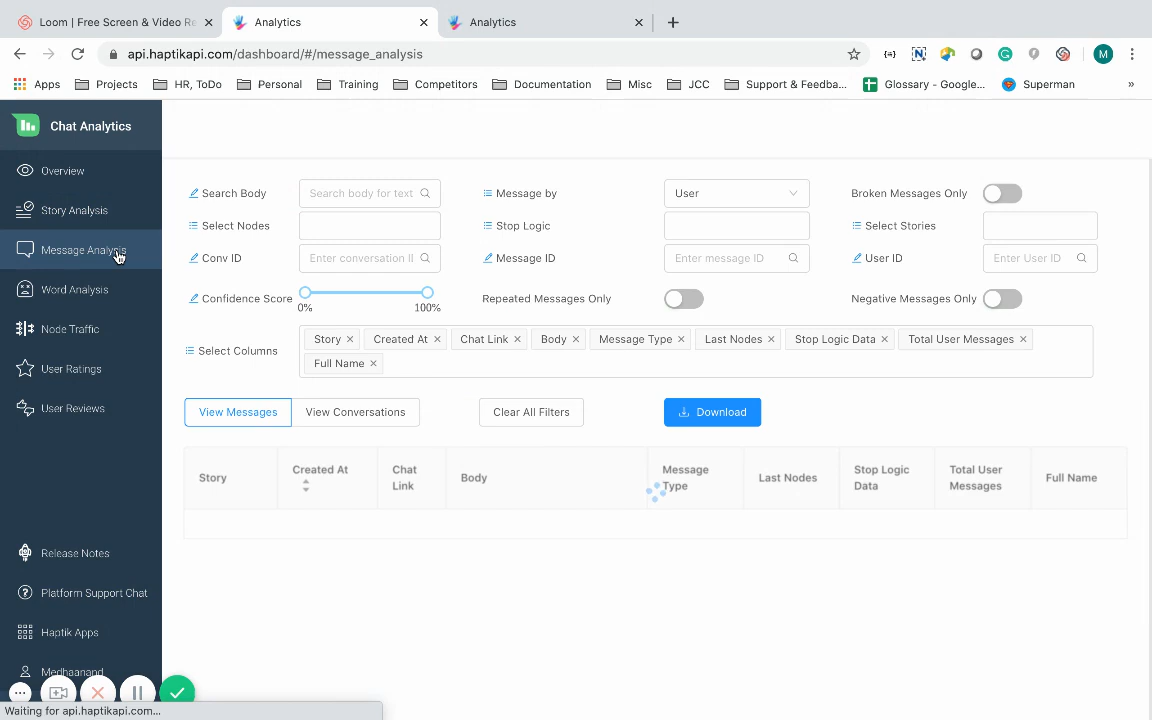 Loom | Free Screen & Video Re
Analytics
Analytics
api.haptikapi.com/dashboard/#/message_analysis
M
Apps
Projects
HR, ToDo
Personal
Training
Competitors
Documentation
Misc
JCC
Support & Feedba...
Glossary - Google...
Superman
»
Chat Analytics
Overview
Story Analysis
Message Analysis
Word Analysis
Node Traffic
User Ratings
User Reviews
Release Notes
Platform Support Chat
Haptik Apps
Medhaanand
Search Body
Search body for text
Message by
User
Broken Messages Only
Select Nodes
Stop Logic
Select Stories
Conv ID
Enter conversation II
Message ID
Enter message ID
User ID
Enter User ID
Confidence Score
0%
100%
Repeated Messages Only
Negative Messages Only
Select Columns
Story ×
Created At ×
Chat Link ×
Body ×
Message Type ×
Last Nodes ×
Stop Logic Data ×
Total User Messages ×
Full Name ×
View Messages
View Conversations
Clear All Filters
Download
Story
Created At
Chat Link
Body
Message Type
Last Nodes
Stop Logic Data
Total User Messages
Full Name
Waiting for api.haptikapi.com...